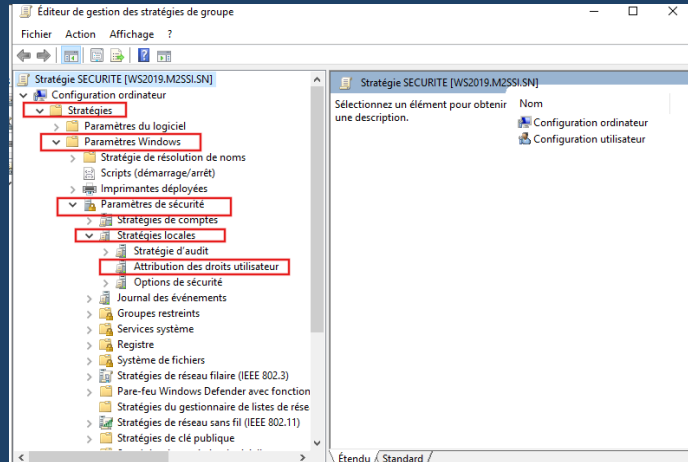 Éditeur de gestion des stratégies de groupe
Fichier Action Affichage ?
Stratégie SECURITE [WS2019.M2SSI.SN]
Configuration ordinateur
Stratégies
Paramètres du logiciel
Paramètres Windows
Stratégie de résolution de noms
Scripts (démarrage/arrêt)
Imprimantes déployées
Paramètres de sécurité
Stratégies de comptes
Stratégies locales
Stratégie d'audit
Attribution des droits utilisateur
Options de sécurité
Journal des événements
Groupes restreints
Services système
Registre
Système de fichiers
Stratégies de réseau filaire (IEEE 802.3)
Pare-feu Windows Defender avec fonction
Stratégies du gestionnaire de listes de rése
Stratégies de réseau sans fil (IEEE 802.11)
Stratégies de clé publique
Stratégie SECURITE [WS2019.M2SSI.SN]
Sélectionnez un élément pour obtenir
une description.
Nom
Configuration ordinateur
Configuration utilisateur
Étendu Standard